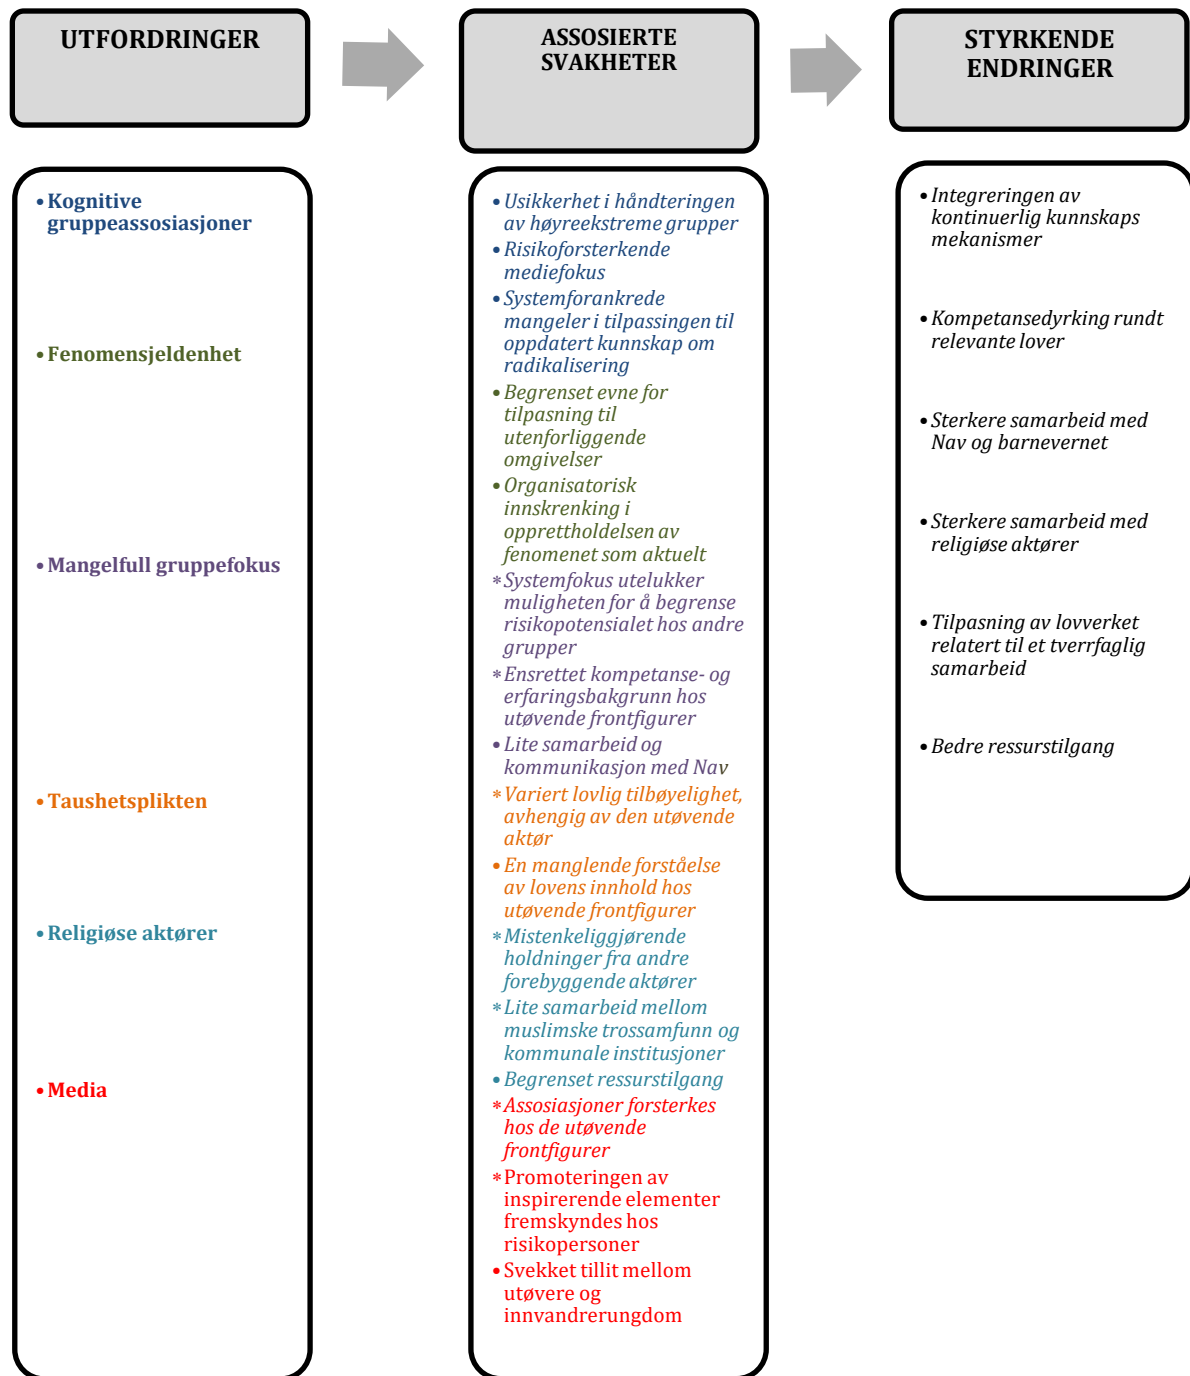 UTFORDRINGER
ASSOSIERTE
SVAKHETER
STYRKENDE
ENDRINGER
• Kognitive
gruppeassosiasjoner
• Fenomensjeldenhet
• Mangelfull gruppefokus
• Taushetsplikten
• Religiøse aktører
• Media
• Usikkerhet i håndteringen
av høyreekstreme grupper
• Risikoforsterkende
mediefokus
• Systemforankrede
mangeler i tilpassingen til
oppdatert kunnskap om
radikalisering
• Begrenset evne for
tilpasning til
utenforliggende
omgivelser
• Organisatorisk
innskrenking i
opprettholdelsen av
fenomenet som aktuelt
* Systemfokus utelukker
muligheten for å begrense
risikopotensialet hos andre
grupper
* Ensrettet kompetanse- og
erfaringsbakgrunn hos
utøvende frontfigurer
• Lite samarbeid og
kommunikasjon med Nav
* Variert lovlig tilbøyelighet,
avhengig av den utøvende
aktør
• En manglende forståelse
av lovens innhold hos
utøvende frontfigurer
* Mistenkeliggjørende
holdninger fra andre
forebyggende aktører
* Lite samarbeid mellom
muslimske trossamfunn og
kommunale institusjoner
• Begrenset ressurstilgang
* Assosiasjoner forsterkes
hos de utøvende
frontfigurer
* Promoteringen av
inspirerende elementer
fremskyndes hos
risikopersoner
• Svekket tillit mellom
utøvere og
innvandrerungdom
• Integreringen av
kontinuerlig kunnskaps
mekanismer
• Kompetansedyrking rundt
relevante lover
• Sterkere samarbeid med
Nav og barnevernet
• Sterkere samarbeid med
religiøse aktører
• Tilpasning av lovverket
relatert til et tverrfaglig
samarbeid
• Bedre ressurstilgang